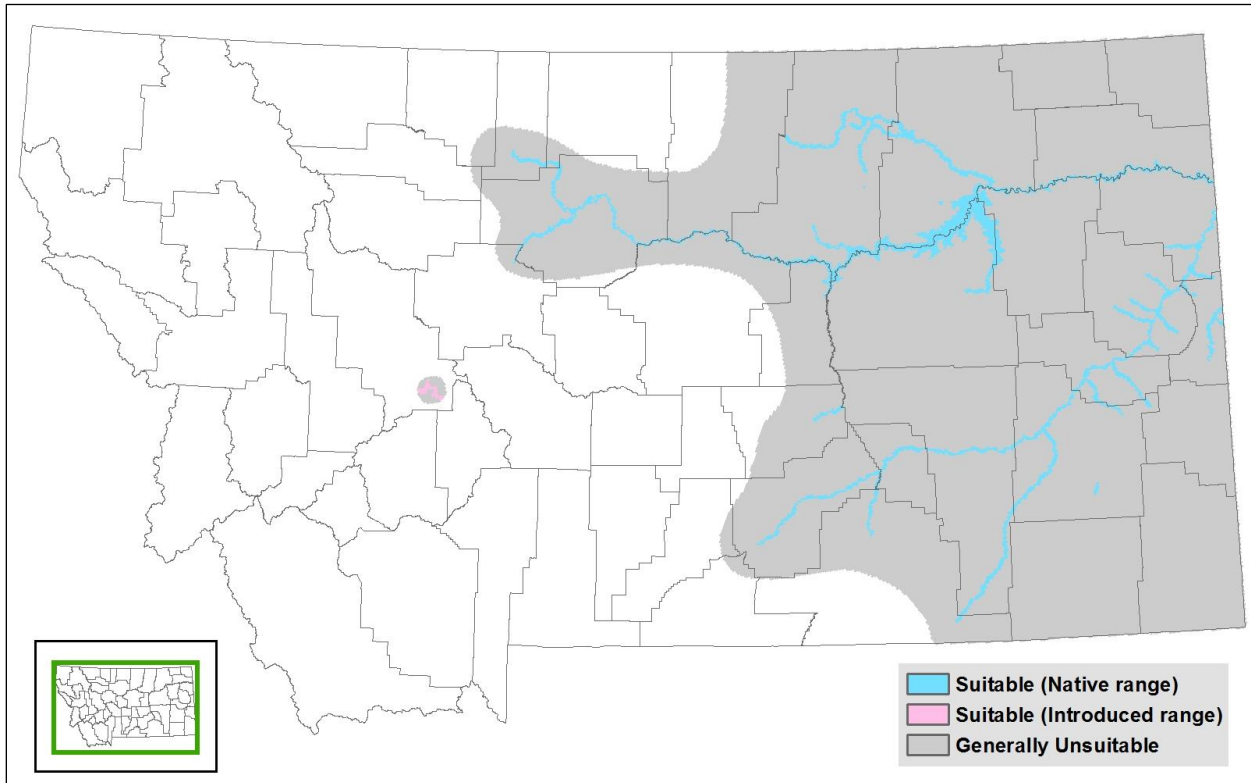 Suitable (Native range)
Suitable (Introduced range)
Generally Unsuitable